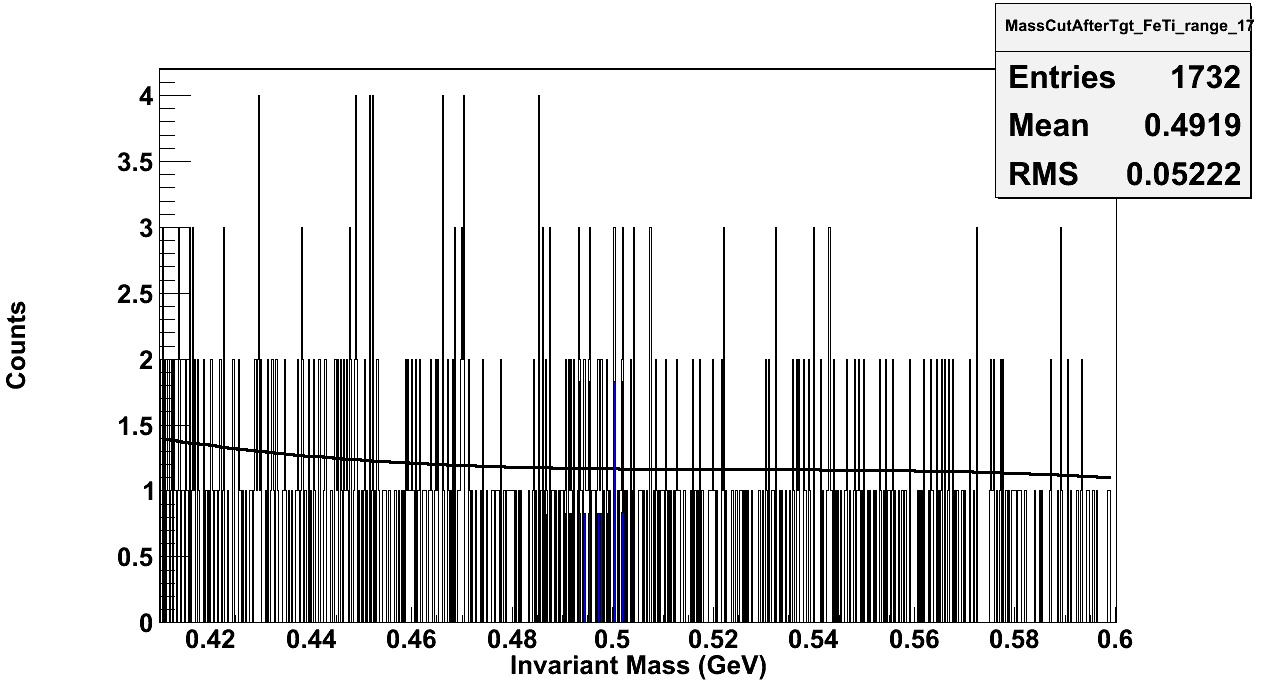 MassCutAfterTgt_FeTi_range_17
Entries 1732
Mean 0.4919
RMS 0.05222
4
3.5
3
2.5
2
1.5
1
0.5
0
Counts
0.42 0.44 0.46 0.48 0.5 0.52 0.54 0.56 0.58 0.6
Invariant Mass (GeV)